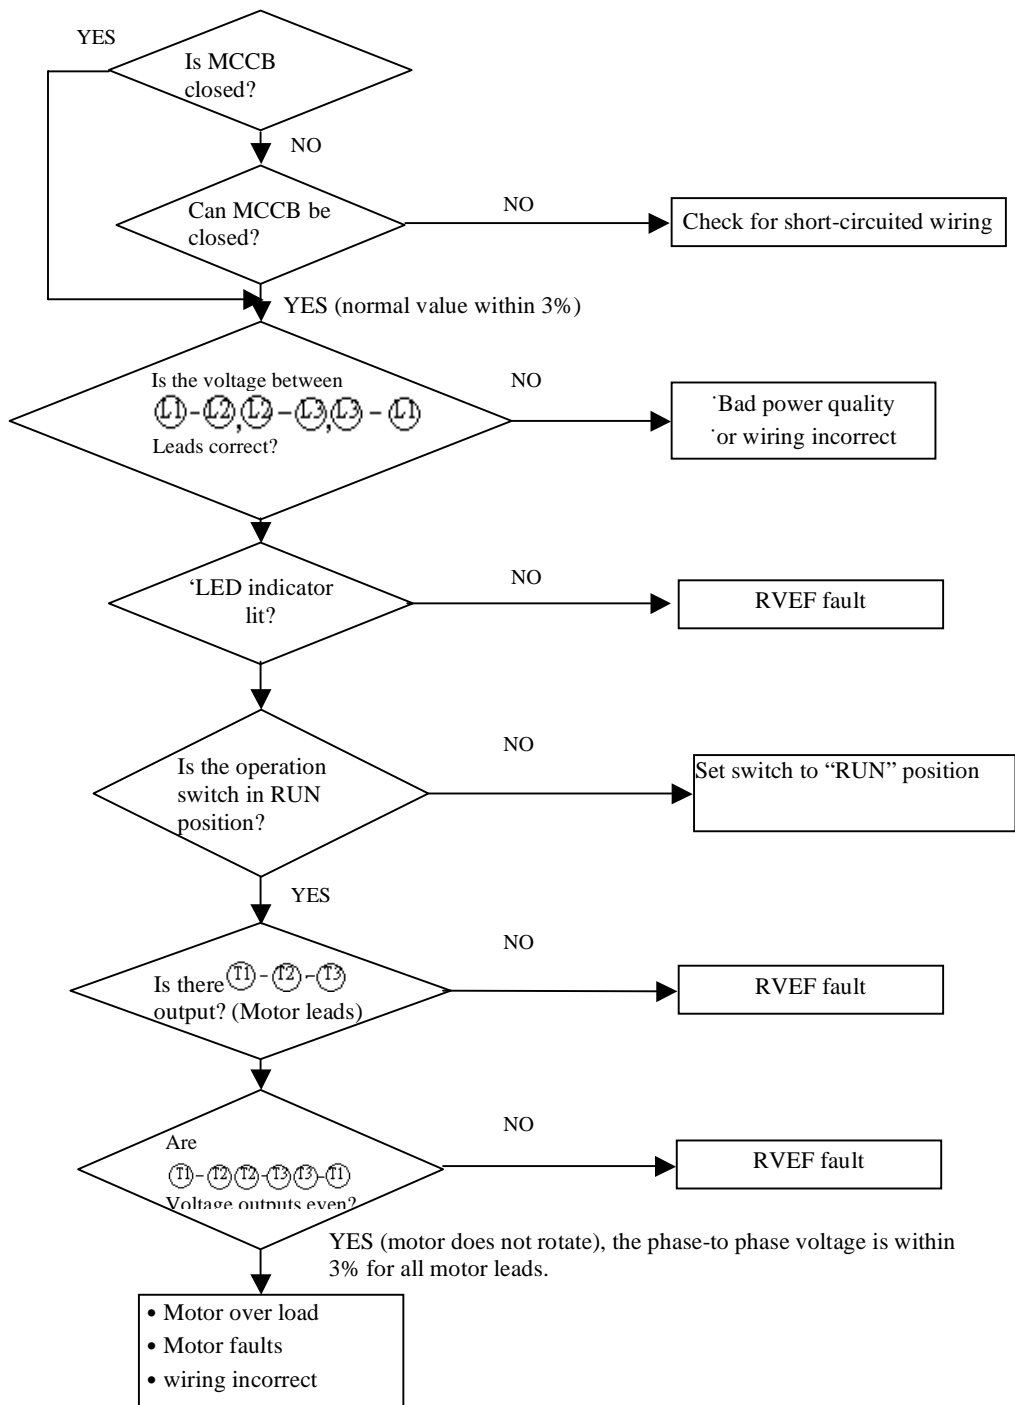 YES
Is MCCB
closed?
NO
Can MCCB be
closed?
NO
Check for short-circuited wiring
YES (normal value within 3%)
Is the voltage between
L1-L2,L2-L3,L3-L1
Leads correct?
NO
˙Bad power quality
˙or wiring incorrect
‘LED indicator
lit?
NO
RVEF fault
Is the operation
switch in RUN
position?
NO
Set switch to “RUN” position
YES
Is there T1-T2-T3
output? (Motor leads)
NO
RVEF fault
Are
T1-T2 T2-T3 T3-T1
Voltage outputs even?
NO
RVEF fault
YES (motor does not rotate), the phase-to phase voltage is within
3% for all motor leads.
• Motor over load
• Motor faults
• wiring incorrect